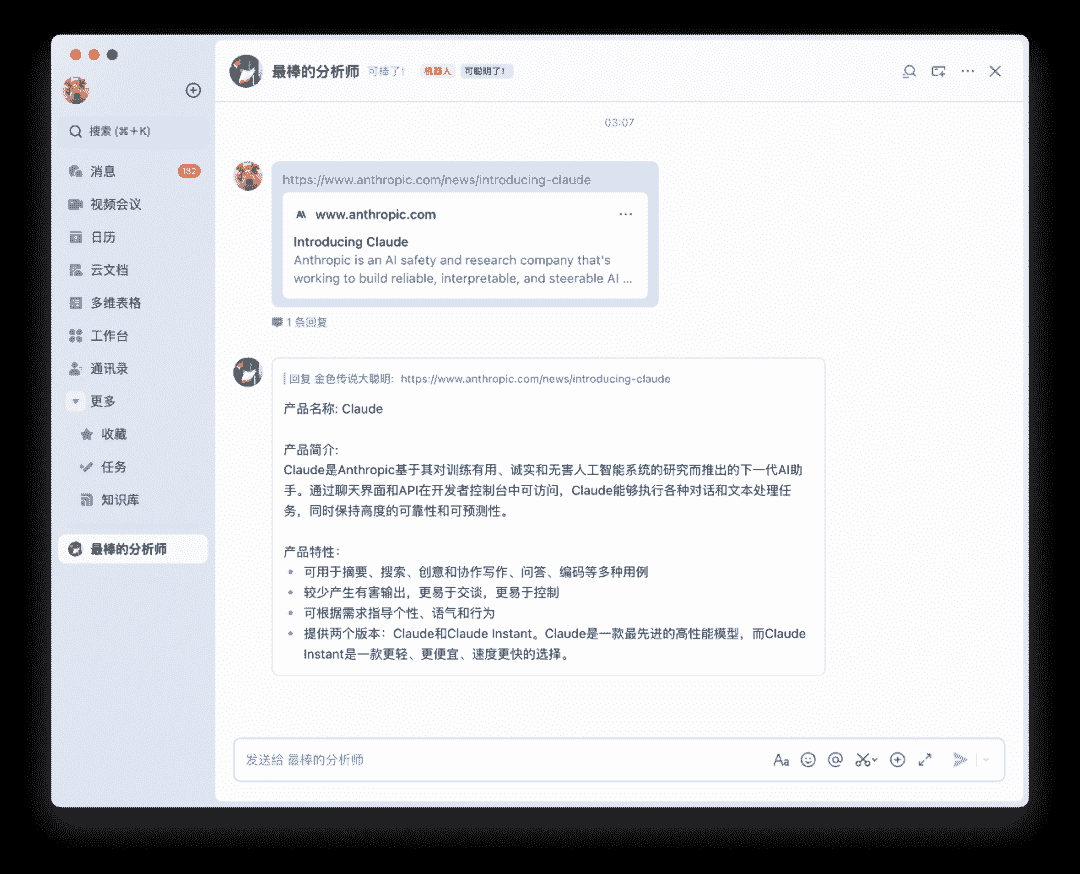 搜索 (⌘+K)
消息
182
视频会议
日历
云文档
多维表格
工作台
通讯录
更多
收藏
任务
知识库
最棒的分析师
最棒的分析师 可棒了! 机器人 可聪明了!
03:07
https://www.anthropic.com/news/introducing-claude
www.anthropic.com
Introducing Claude
Anthropic is an AI safety and research company that's
working to build reliable, interpretable, and steerable AI ...
1 条回复
回复 金色传说大聪明: https://www.anthropic.com/news/introducing-claude
产品名称: Claude
产品简介:
Claude是Anthropic基于其对训练有用、诚实和无害人工智能系统的研究而推出的下一代AI助
手。通过聊天界面和API在开发者控制台中可访问，Claude能够执行各种对话和文本处理任
务，同时保持高度的可靠性和可预测性。
产品特性:
• 可用于摘要、搜索、创意和协作写作、问答、编码等多种用例
• 较少产生有害输出，更易于交谈，更易于控制
• 可根据需求指导个性、语气和行为
• 提供两个版本：Claude和Claude Instant。Claude是一款最先进的高性能模型，而Claude
Instant是一款更轻、更便宜、速度更快的选择。
发送给 最棒的分析师
Aa